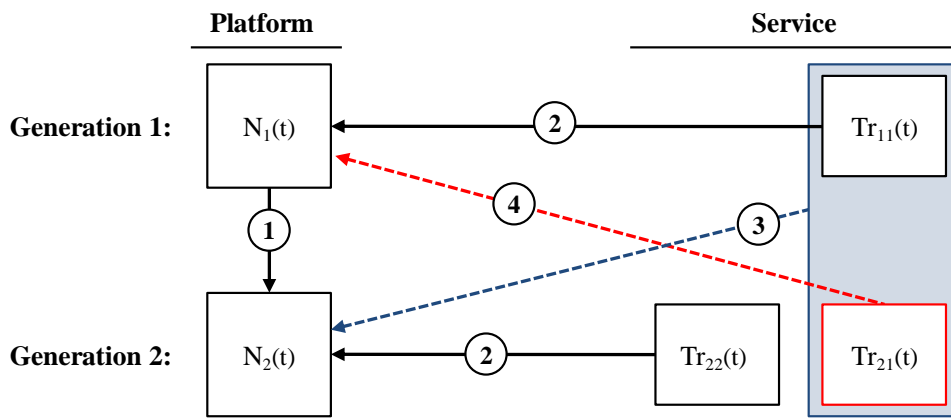 Platform Service
Generation 1: N₁(t) 2 Tr₁₁(t)
4
1 3
Generation 2: N₂(t) 2 Tr₂₂(t) Tr₂₁(t)